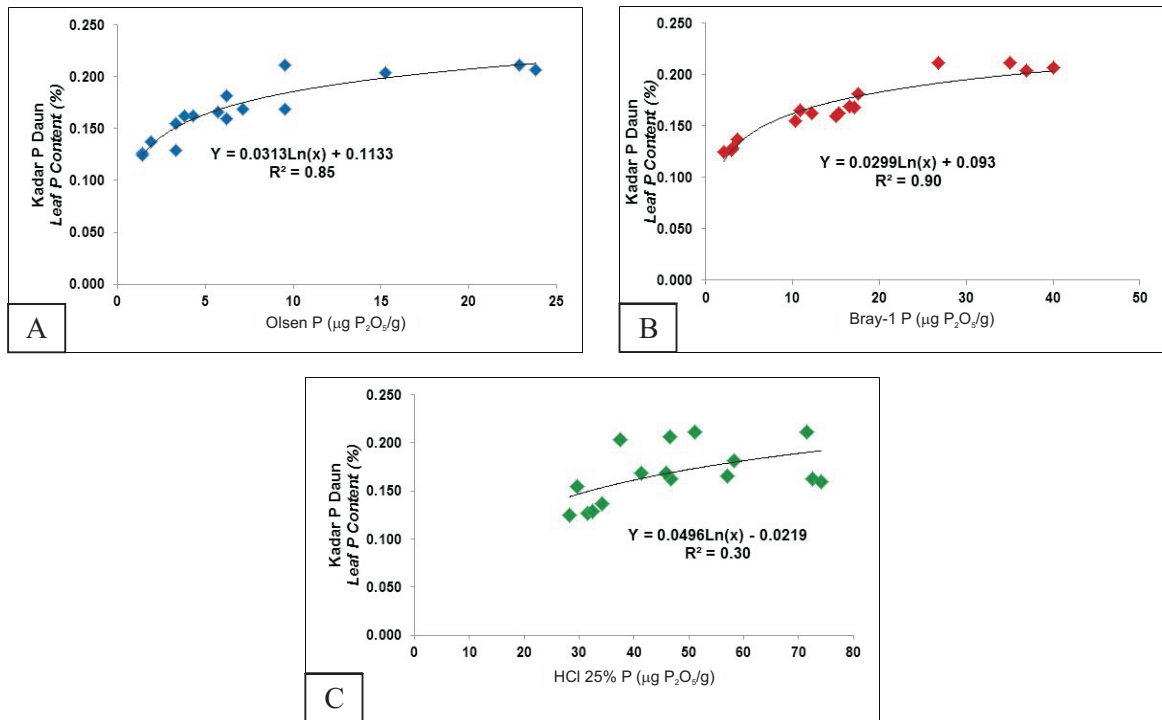 0.250
0.200
0.150
0.100
0.050
0.000
Kadar P Daun
Leaf P Content (%)
Y = 0.0313Ln(x) + 0.1133
R² = 0.85
0 5 10 15 20 25
Olsen P (µg P₂O₅/g)
A
0.250
0.200
0.150
0.100
0.050
0.000
Kadar P Daun
Leaf P Content (%)
Y = 0.0299Ln(x) + 0.093
R² = 0.90
0 10 20 30 40 50
Bray-1 P (µg P₂O₅/g)
B
0.250
0.200
0.150
0.100
0.050
0.000
Kadar P Daun
Leaf P Content (%)
Y = 0.0496Ln(x) - 0.0219
R² = 0.30
0 10 20 30 40 50 60 70 80
HCl 25% P (µg P₂O₅/g)
C